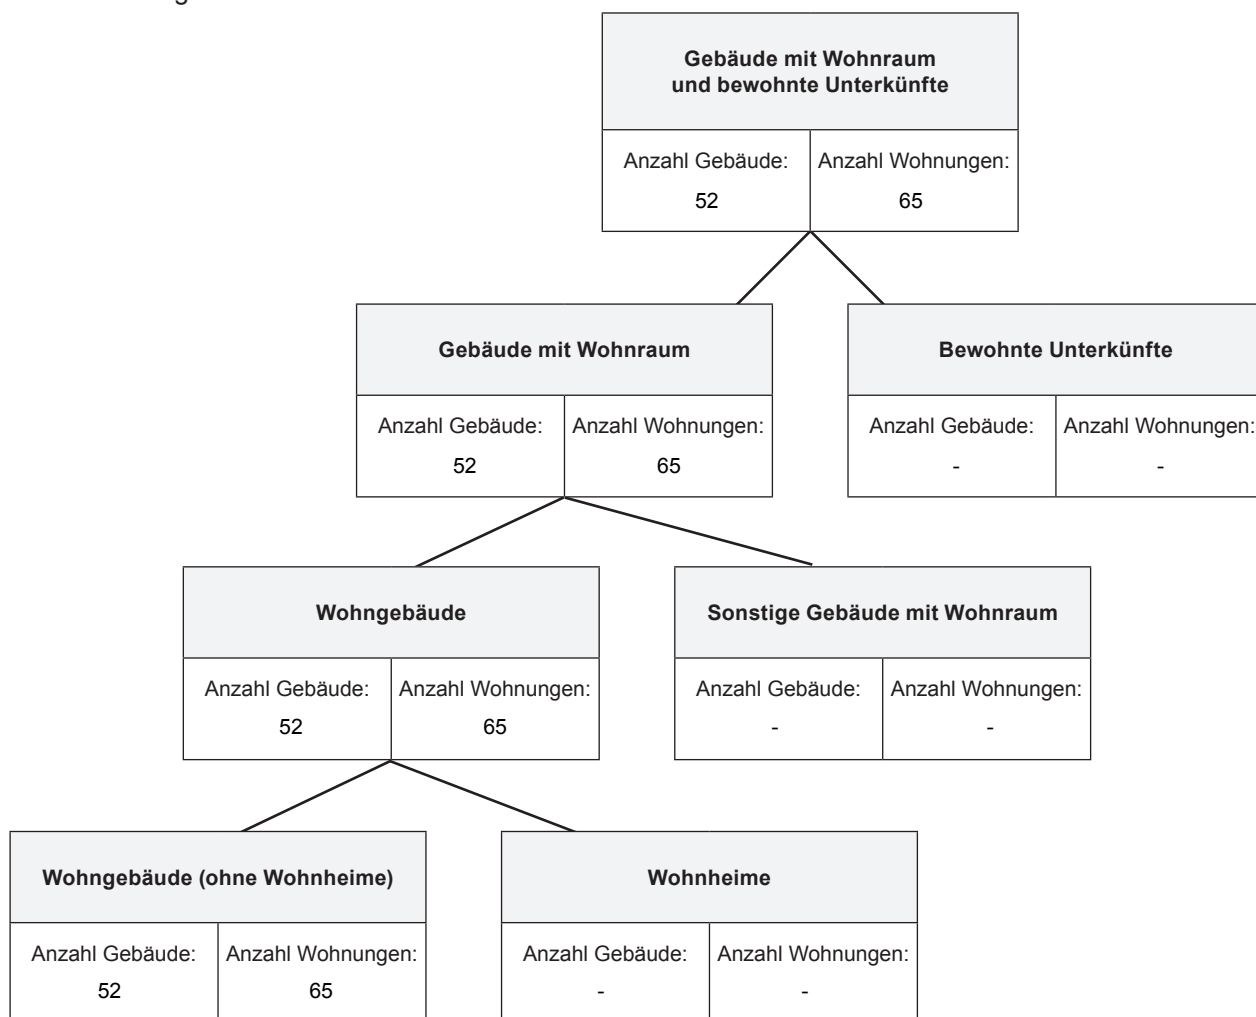 Gebäude mit Wohnraum
und bewohnte Unterkünfte
Anzahl Gebäude: Anzahl Wohnungen:
52 65
Gebäude mit Wohnraum
Anzahl Gebäude: Anzahl Wohnungen:
52 65
Bewohnte Unterkünfte
Anzahl Gebäude: Anzahl Wohnungen:
- -
Wohngebäude
Anzahl Gebäude: Anzahl Wohnungen:
52 65
Sonstige Gebäude mit Wohnraum
Anzahl Gebäude: Anzahl Wohnungen:
- -
Wohngebäude (ohne Wohnheime)
Anzahl Gebäude: Anzahl Wohnungen:
52 65
Wohnheime
Anzahl Gebäude: Anzahl Wohnungen:
- -